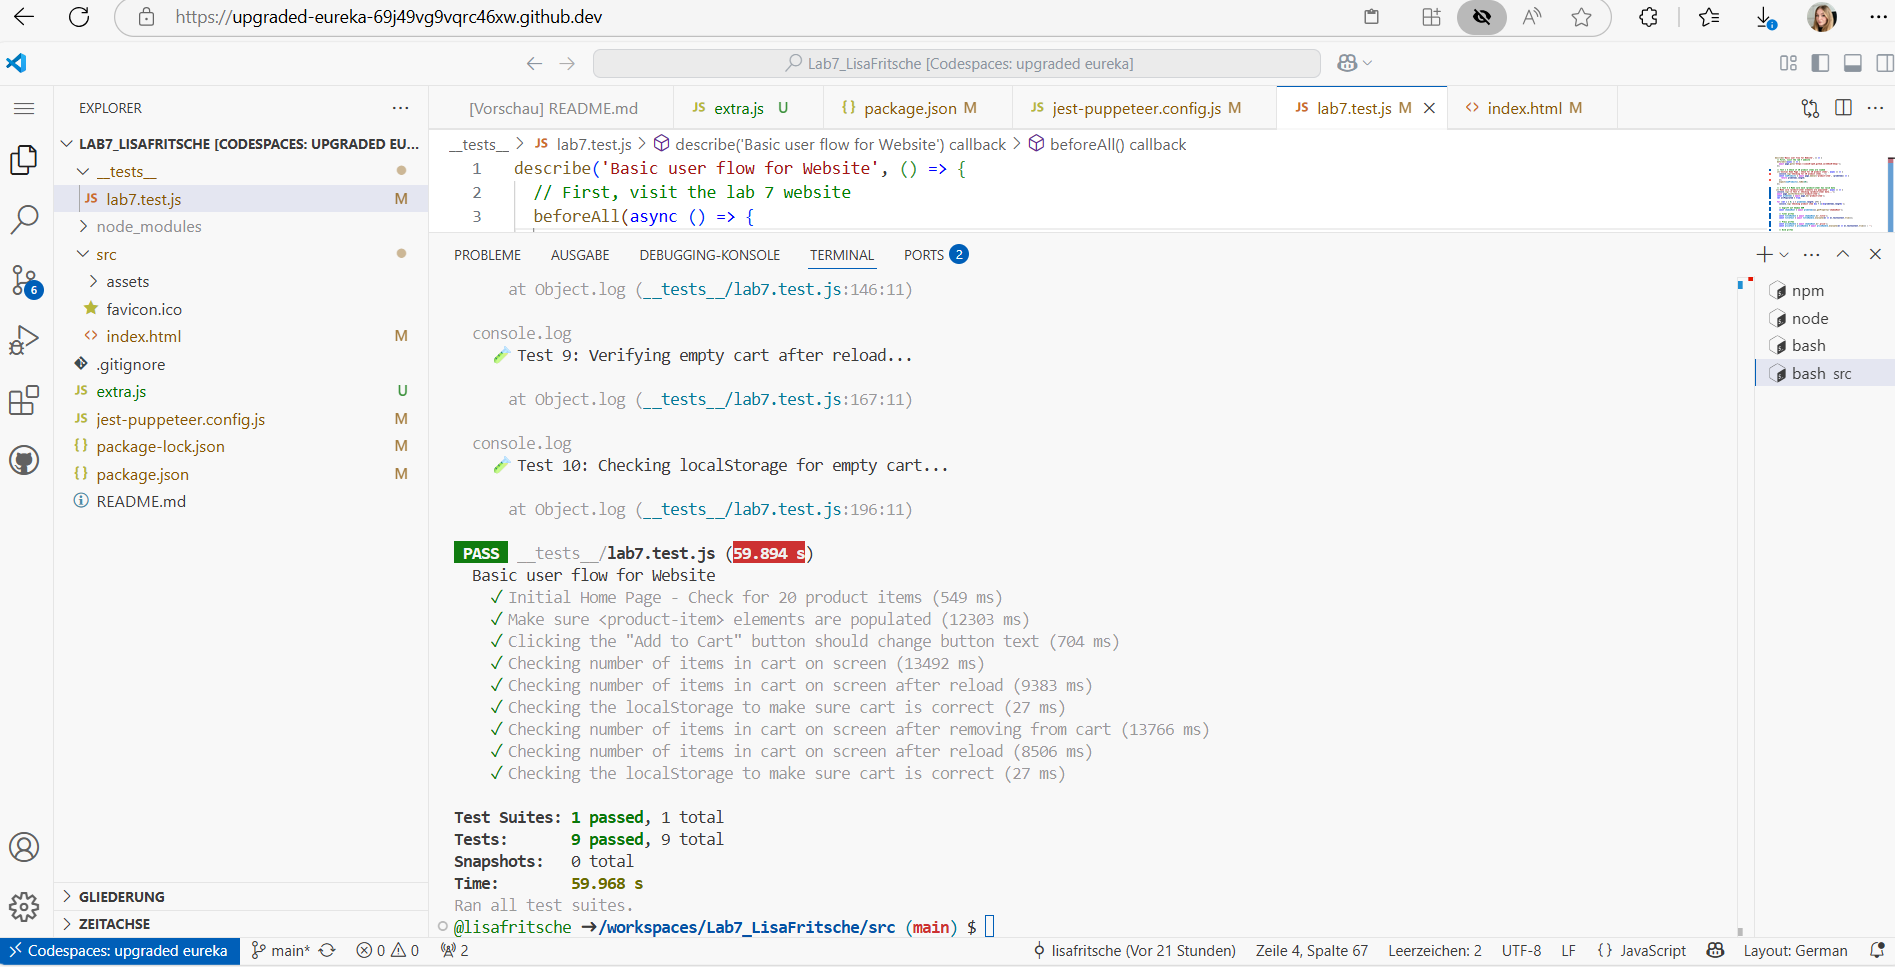 https://upgraded-eureka-69j49vg9vqrc46xw.github.dev
Lab7_LisaFritsche [Codespaces: upgraded eureka]
EXPLORER
LAB7_LISAFRITSCHE [CODESPACES: UPGRADED EU...
__tests__
JS lab7.test.js M
node_modules
src
assets
favicon.ico
<> index.html M
.gitignore
JS extra.js U
JS jest-puppeteer.config.js M
{} package-lock.json M
{} package.json M
README.md
GLIEDERUNG
ZEITACHSE
6
[Vorschau] README.md
JS extra.js U
{} package.json M
JS jest-puppeteer.config.js M
JS lab7.test.js M
<> index.html M
__tests__ > JS lab7.test.js > describe('Basic user flow for Website') callback > beforeAll() callback
1 describe('Basic user flow for Website', () => {
2 // First, visit the lab 7 website
3 beforeAll(async () => {
PROBLEME AUSGABE DEBUGGING-KONSOLE TERMINAL PORTS 2
at Object.log (__tests__/lab7.test.js:146:11)
console.log
🧪 Test 9: Verifying empty cart after reload...
at Object.log (__tests__/lab7.test.js:167:11)
console.log
🧪 Test 10: Checking localStorage for empty cart...
at Object.log (__tests__/lab7.test.js:196:11)
PASS __tests__/lab7.test.js (59.894 s)
Basic user flow for Website
✓ Initial Home Page - Check for 20 product items (549 ms)
✓ Make sure <product-item> elements are populated (12303 ms)
✓ Clicking the "Add to Cart" button should change button text (704 ms)
✓ Checking number of items in cart on screen (13492 ms)
✓ Checking number of items in cart on screen after reload (9383 ms)
✓ Checking the localStorage to make sure cart is correct (27 ms)
✓ Checking number of items in cart on screen after removing from cart (13766 ms)
✓ Checking number of items in cart on screen after reload (8506 ms)
✓ Checking the localStorage to make sure cart is correct (27 ms)
Test Suites: 1 passed, 1 total
Tests: 9 passed, 9 total
Snapshots: 0 total
Time: 59.968 s
Ran all test suites.
@lisafritsche →/workspaces/Lab7_LisaFritsche/src (main) $
npm
node
bash
bash src
Codespaces: upgraded eureka main* 0 0 2 lisafritsche (Vor 21 Stunden) Zeile 4, Spalte 67 Leerzeichen: 2 UTF-8 LF {} JavaScript Layout: German